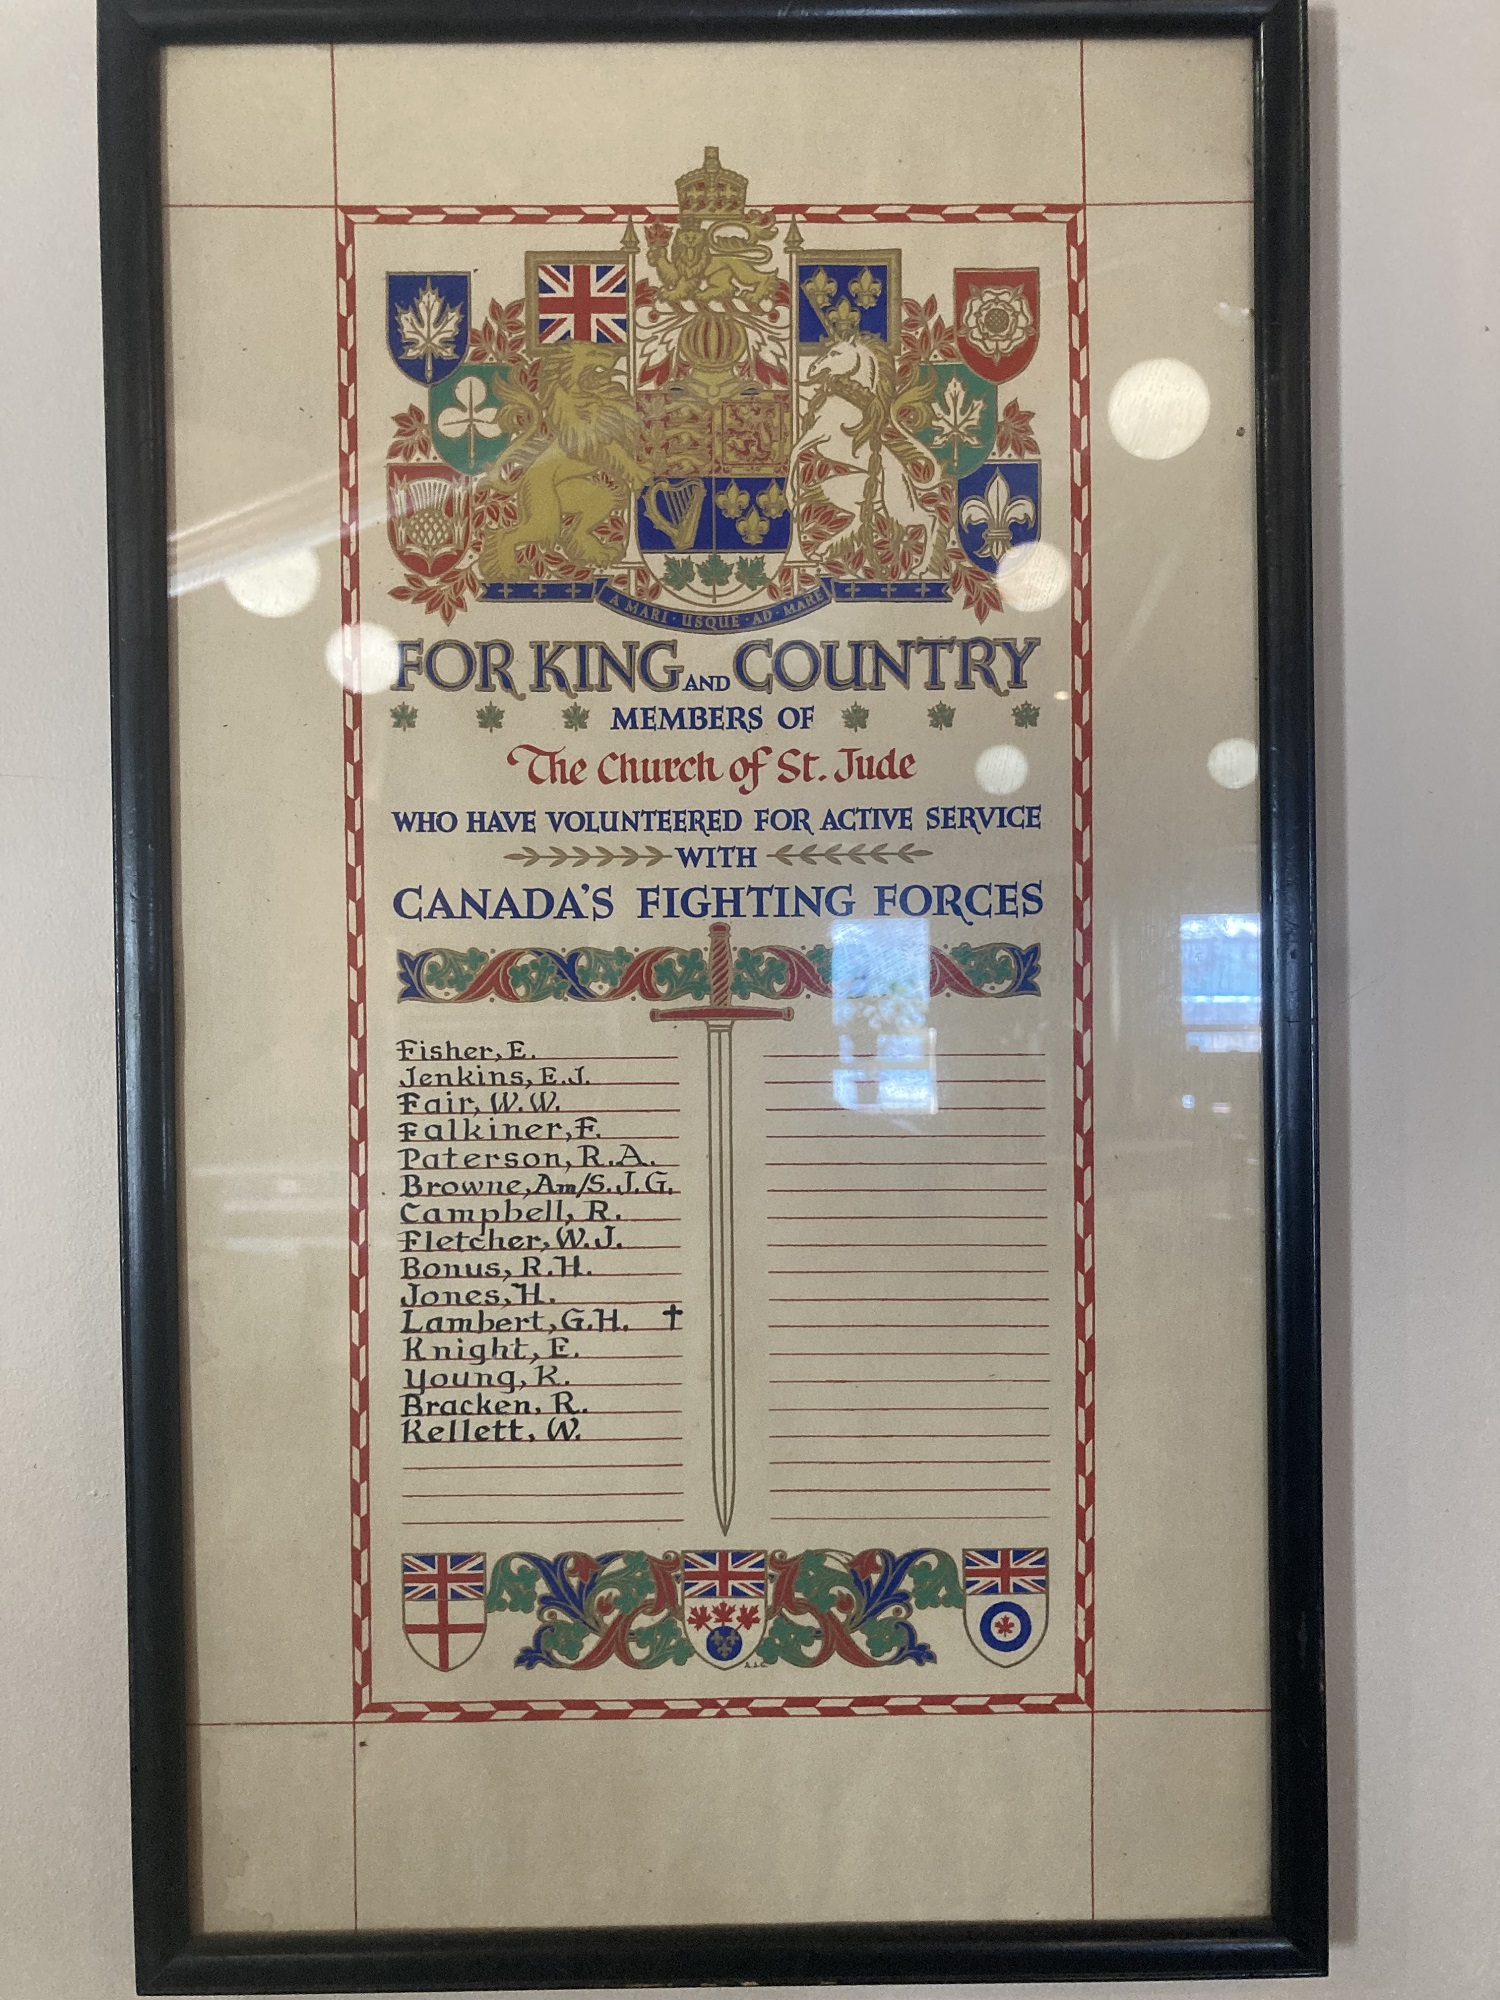 A MARI · USQUE · AD · MARE
FOR KING AND COUNTRY
MEMBERS OF
The Church of St. Jude
WHO HAVE VOLUNTEERED FOR ACTIVE SERVICE
WITH
CANADA'S FIGHTING FORCES
Fisher, E.
Jenkins, E.J.
Fair, W.W.
Falkiner, F.
Paterson, R.A.
Browne, Am/S. J.G.
Campbell, R.
Fletcher, W.J.
Bonus, R.H.
Jones, H.
Lambert, G.H. †
Knight, E.
Young, K.
Bracken, R.
Kellett, W.